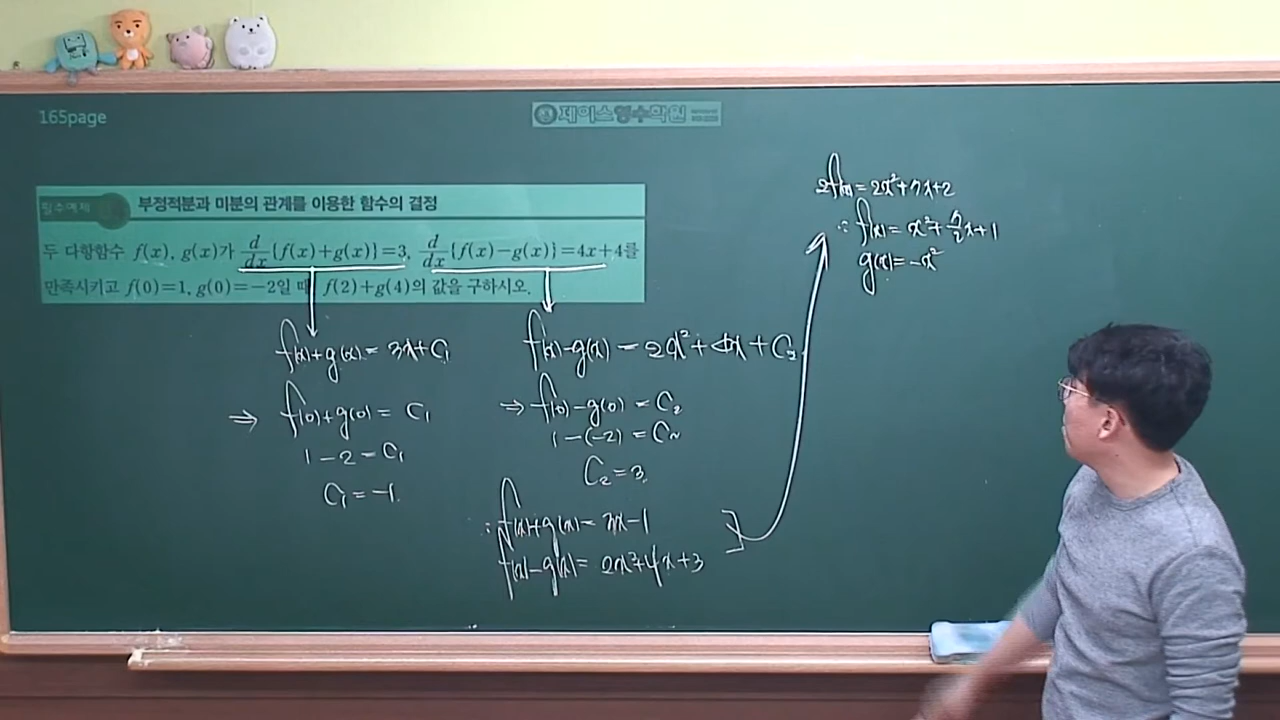 165page
제이스영수학원
필수예제 부정적분과 미분의 관계를 이용한 함수의 결정
두 다항함수 f(x), g(x)가 d/dx{f(x)+g(x)}=3, d/dx{f(x)−g(x)}=4x+4를
만족시키고 f(0)=1, g(0)=−2일 때 f(2)+g(4)의 값을 구하시오.
f(x)+g(x)=3x+C₁
⇒ f(0)+g(0)=C₁
1−2=C₁
C₁=−1
f(x)−g(x)=2x²+4x+C₂
⇒ f(0)−g(0)=C₂
1−(−2)=C₂
C₂=3
∴ f(x)+g(x)=3x−1
f(x)−g(x)=2x²+4x+3
2f(x)=2x²+7x+2
∴ f(x)=x²+7/2x+1
g(x)=−x²